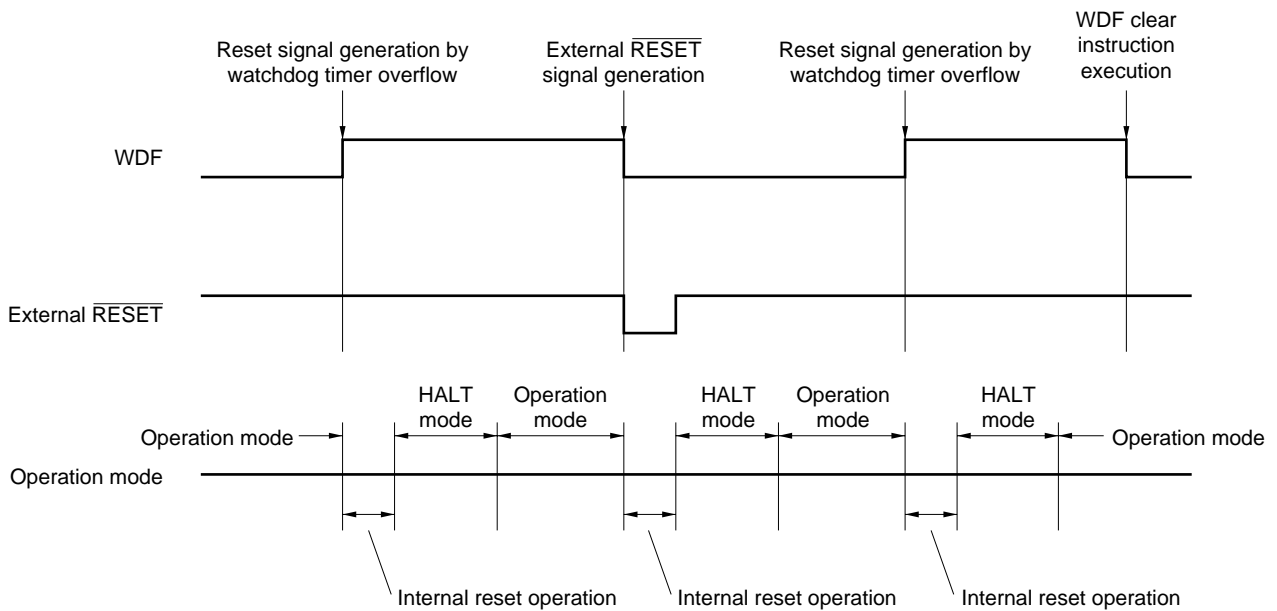 Reset signal generation by
watchdog timer overflow
External RESET
signal generation
Reset signal generation by
watchdog timer overflow
WDF clear
instruction
execution
WDF
External RESET
HALT
mode
Operation
mode
HALT
mode
Operation
mode
HALT
mode
Operation mode
Operation mode
Operation mode
Internal reset operation
Internal reset operation
Internal reset operation